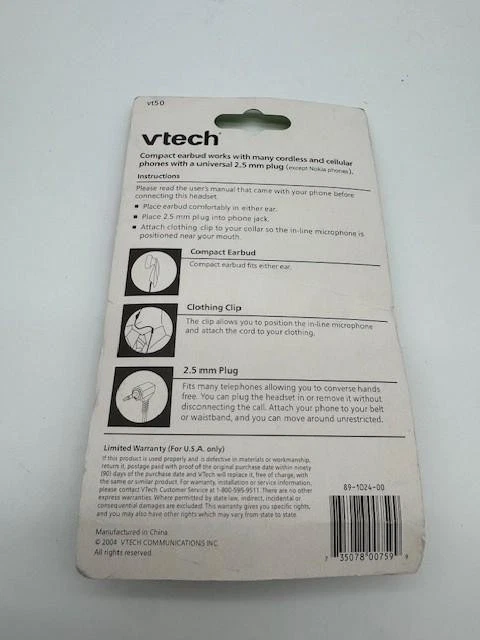 vt50
vtech
Compact earbud works with many cordless and cellular
phones with a universal 2.5 mm plug (except Nokia phones).
Instructions
Please read the user's manual that came with your phone before
connecting this headset.
▪ Place earbud comfortably in either ear.
▪ Place 2.5 mm plug into phone jack.
▪ Attach clothing clip to your collar so the in-line microphone is
positioned near your mouth.
Compact Earbud
Compact earbud fits either ear.
Clothing Clip
The clip allows you to position the in-line microphone
and attach the cord to your clothing.
2.5 mm Plug
Fits many telephones allowing you to converse hands
free. You can plug the headset in or remove it without
disconnecting the call. Attach your phone to your belt
or waistband, and you can move around unrestricted.
Limited Warranty (For U.S.A. only)
If this product is used properly and is defective in materials or workmanship,
return it, postage paid with proof of the original purchase date within ninety
(90) days of the purchase date and VTech will replace it, free of charge, with
the same or similar product. For warranty, installation or service information,
please contact VTech Customer Service at 1-800-595-9511. There are no other
express warranties. Where permitted by state law, indirect, incidental or
consequential damages are excluded. This warranty gives you specific rights,
and you may also have other rights which may vary from state to state.
89-1024-00
Manufactured in China
© 2004 VTECH COMMUNICATIONS INC.
All rights reserved.
7 35078 00759 9